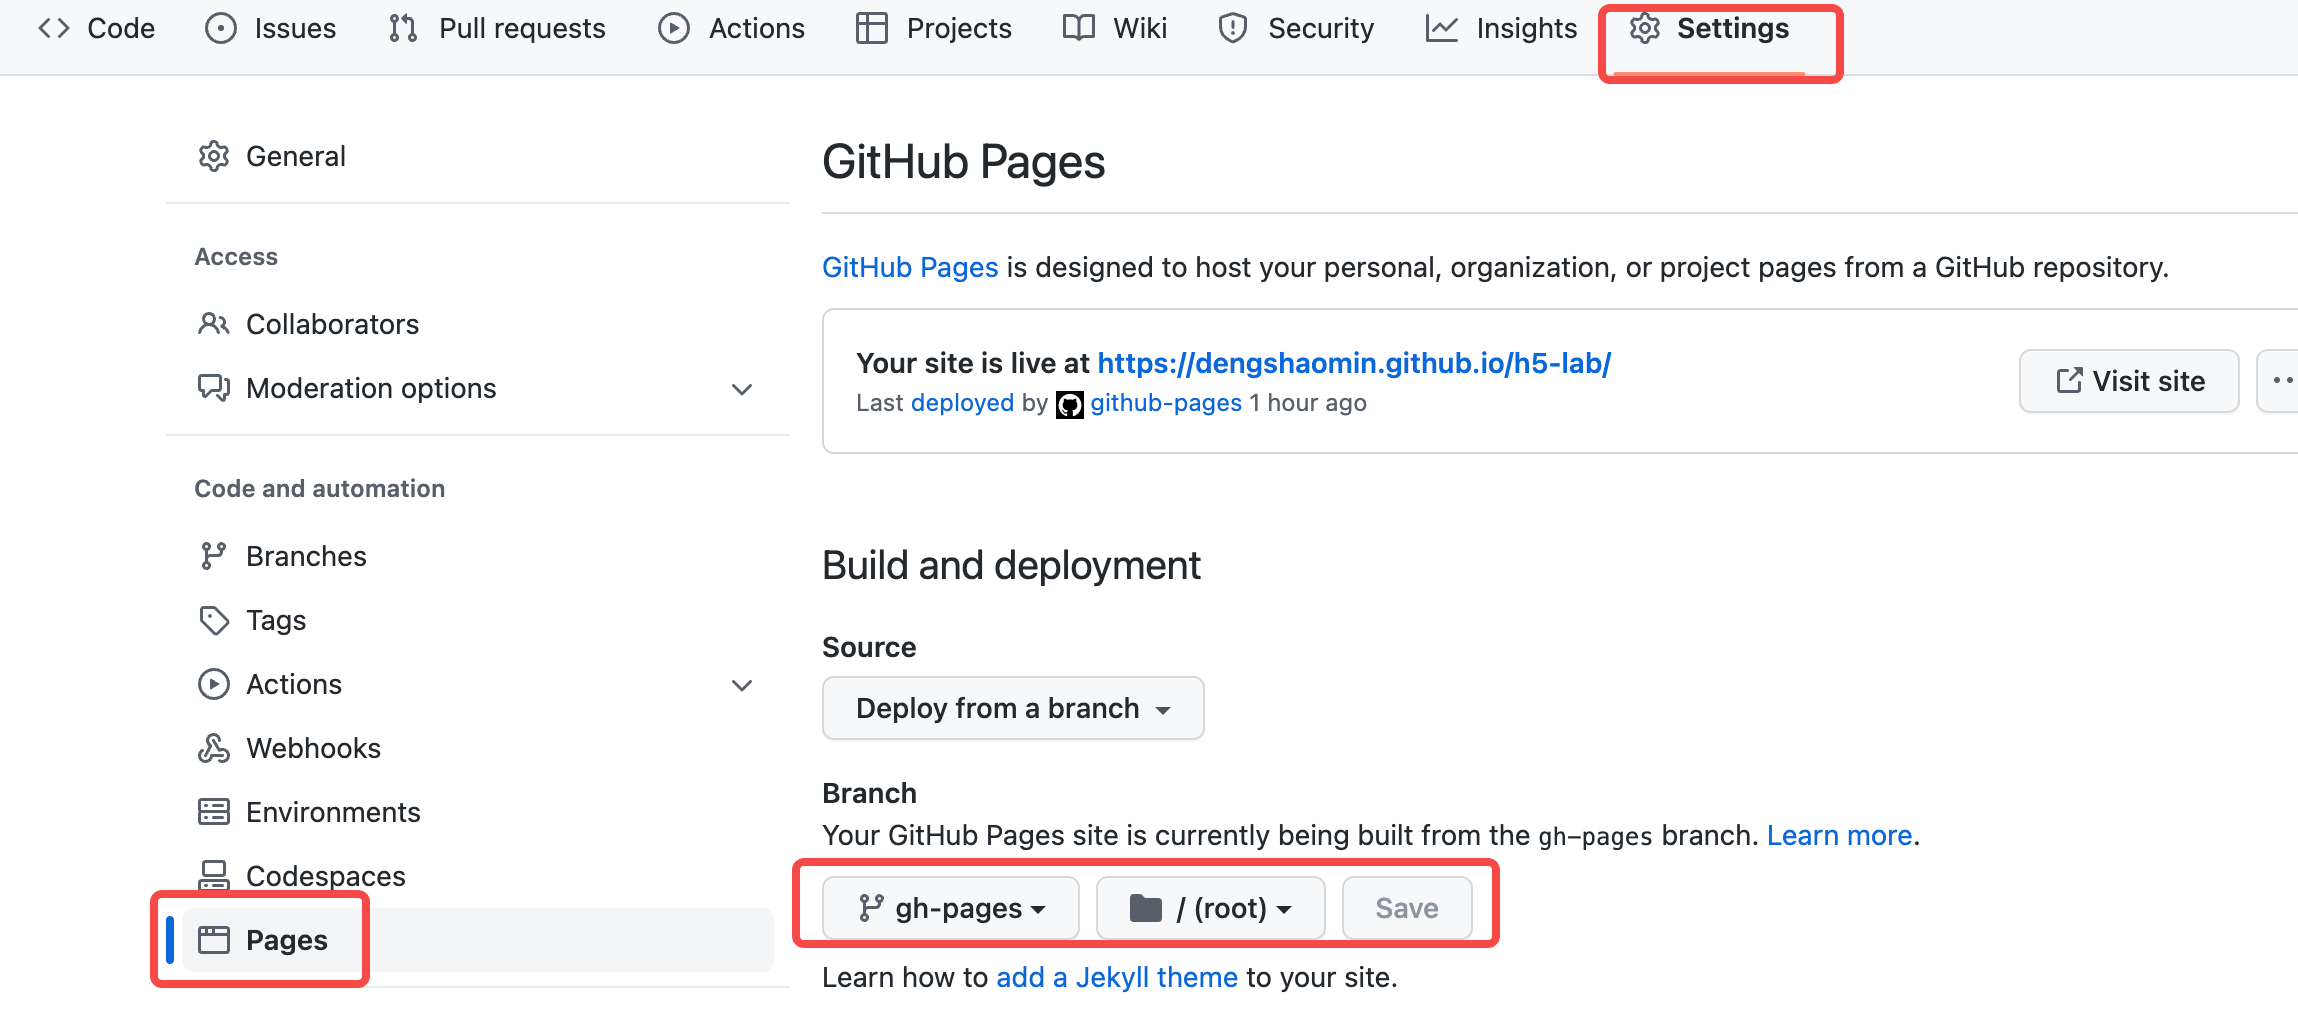 Code Issues Pull requests Actions Projects Wiki Security Insights Settings
General
Access
Collaborators
Moderation options
Code and automation
Branches
Tags
Actions
Webhooks
Environments
Codespaces
Pages
GitHub Pages
GitHub Pages is designed to host your personal, organization, or project pages from a GitHub repository.
Your site is live at https://dengshaomin.github.io/h5-lab/
Last deployed by github-pages 1 hour ago
Visit site
Build and deployment
Source
Deploy from a branch
Branch
Your GitHub Pages site is currently being built from the gh-pages branch. Learn more.
gh-pages / (root) Save
Learn how to add a Jekyll theme to your site.